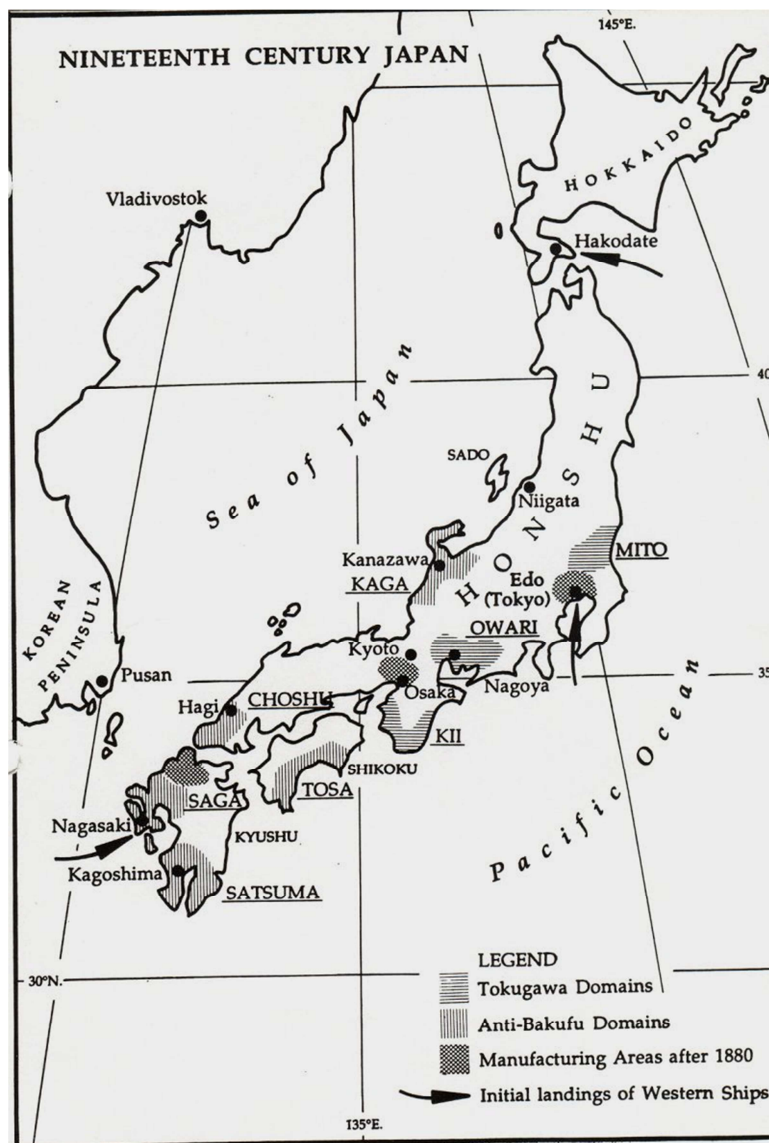 145°E.
NINETEENTH CENTURY JAPAN
HOKKAIDO
Vladivostok
Hakodate
40
Sea of Japan
HONSHU
SADO
Niigata
Kanazawa
KAGA
MITO
Edo
(Tokyo)
KOREAN
PENINSULA
OWARI
Kyoto
Pusan
Nagoya
35
Osaka
Hagi
CHOSHU
KII
SHIKOKU
TOSA
SAGA
Nagasaki
KYUSHU
Kagoshima
SATSUMA
Pacific Ocean
30°N.
LEGEND
Tokugawa Domains
Anti-Bakufu Domains
Manufacturing Areas after 1880
Initial landings of Western Ships
135°E.